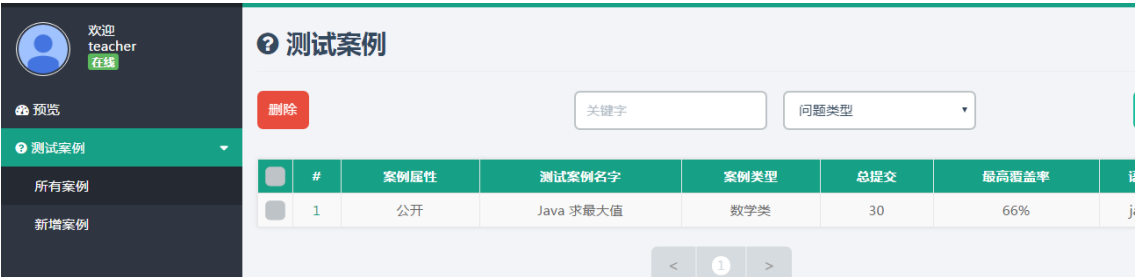 欢迎
teacher
在线
预览
测试案例
所有案例
新增案例
测试案例
删除
关键字
问题类型
# 案例属性 测试案例名字 案例类型 总提交 最高覆盖率
1 公开 Java 求最大值 数学类 30 66%
< 1 >